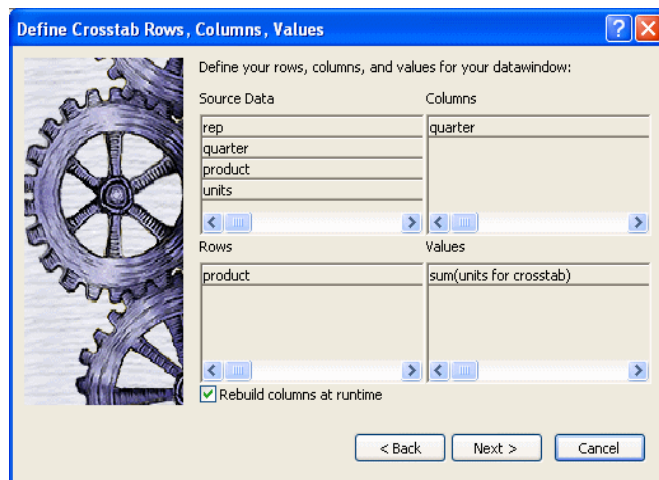 Define Crosstab Rows, Columns, Values
Define your rows, columns, and values for your datawindow:
Source Data
rep
quarter
product
units
Columns
quarter
Rows
product
Values
sum(units for crosstab)
Rebuild columns at runtime
< Back
Next >
Cancel